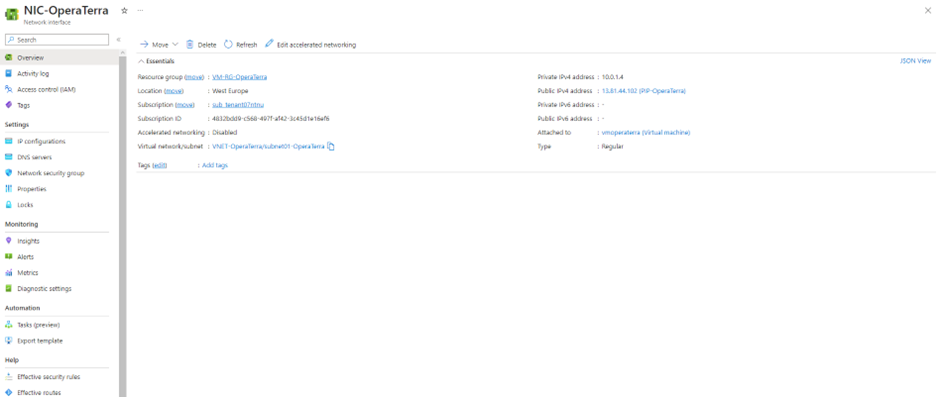 NIC-OperaTerra
Network interface
Search
Overview
Activity log
Access control (IAM)
Tags
Settings
IP configurations
DNS servers
Network security group
Properties
Locks
Monitoring
Insights
Alerts
Metrics
Diagnostic settings
Automation
Tasks (preview)
Export template
Help
Effective security rules
Effective routes
Move Delete Refresh Edit accelerated networking
Essentials JSON View
Resource group (move) : VM-RG-OperaTerra
Location (move) : West Europe
Subscription (move) : sub_tenant07ntnu
Subscription ID : 4832bdd9-c568-497f-af42-3c45d1e16ef6
Accelerated networking : Disabled
Virtual network/subnet : VNET-OperaTerra/subnet01-OperaTerra
Private IPv4 address : 10.0.1.4
Public IPv4 address : 13.81.44.102 (PIP-OperaTerra)
Private IPv6 address : -
Public IPv6 address : -
Attached to : vmoperaterra (Virtual machine)
Type : Regular
Tags (edit) : Add tags